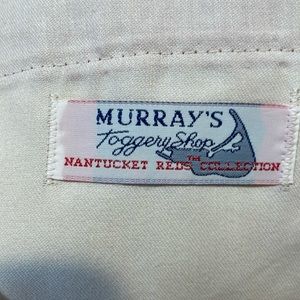 MURRAY'S
Toggery Shop
THE
NANTUCKET REDS COLLECTION